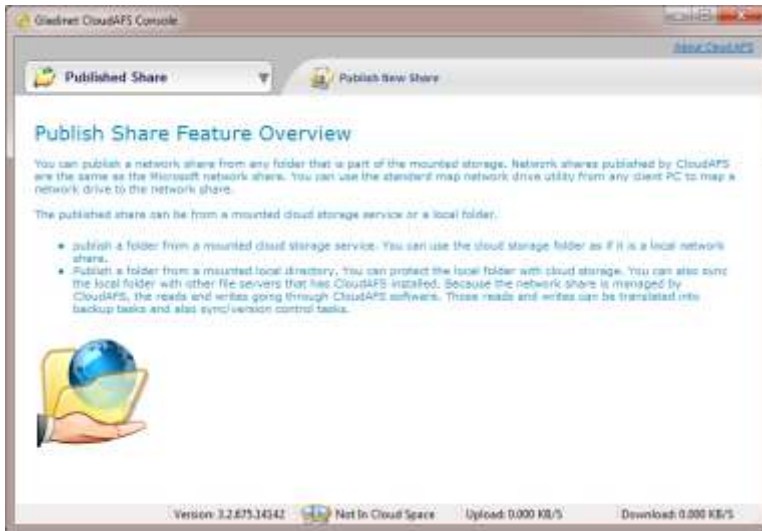 Gladinet CloudAFS Console
About CloudAFS
Published Share
Publish New Share
Publish Share Feature Overview
You can publish a network share from any folder that is part of the mounted storage. Network shares published by CloudAFS
are the same as the Microsoft network share. You can use the standard map network drive utility from any client PC to map a
network drive to the network share.
The published share can be from a mounted cloud storage service or a local folder.
publish a folder from a mounted cloud storage service. You can use the cloud storage folder as if it is a local network
share.
Publish a folder from a mounted local directory. You can protect the local folder with cloud storage. You can also sync
the local folder with other file servers that has CloudAFS installed. Because the network share is managed by
CloudAFS, the reads and writes going through CloudAFS software. Those reads and writes can be translated into
backup tasks and also sync/version control tasks.
Version: 3.2.675.14142
Not In Cloud Space
Upload: 0.000 KB/S
Download: 0.000 KB/S